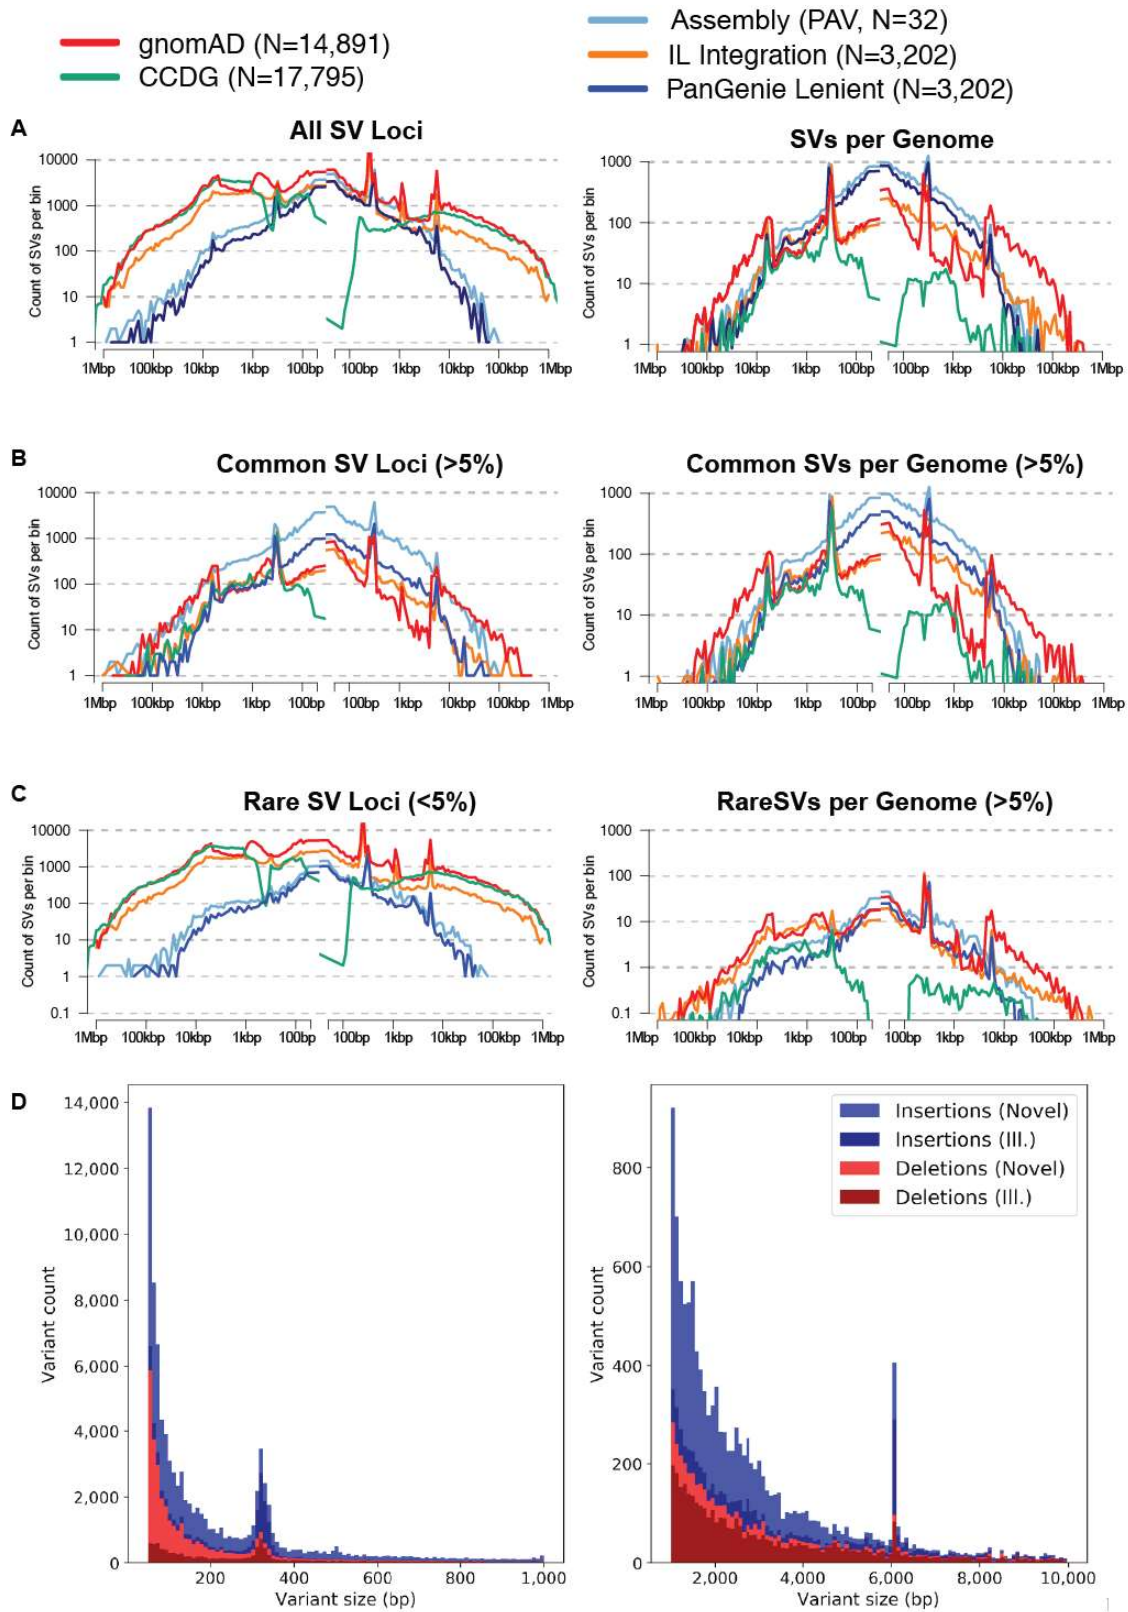 gnomAD (N=14,891)
CCDG (N=17,795)
Assembly (PAV, N=32)
IL Integration (N=3,202)
PanGenie Lenient (N=3,202)
A
All SV Loci
Count of SVs per bin
10000
1000
100
10
1
1Mbp 100kbp 10kbp 1kbp 100bp 100bp 1kbp 10kbp 100kbp 1Mbp
SVs per Genome
Count of SVs per bin
1000
100
10
1
1Mbp 100kbp 10kbp 1kbp 100bp 100bp 1kbp 10kbp 100kbp 1Mbp
B
Common SV Loci (>5%)
Count of SVs per bin
10000
1000
100
10
1
1Mbp 100kbp 10kbp 1kbp 100bp 100bp 1kbp 10kbp 100kbp 1Mbp
Common SVs per Genome (>5%)
Count of SVs per bin
1000
100
10
1
1Mbp 100kbp 10kbp 1kbp 100bp 100bp 1kbp 10kbp 100kbp 1Mbp
C
Rare SV Loci (<5%)
Count of SVs per bin
10000
1000
100
10
1
0.1
1Mbp 100kbp 10kbp 1kbp 100bp 100bp 1kbp 10kbp 100kbp 1Mbp
RareSVs per Genome (>5%)
Count of SVs per bin
1000
100
10
1
0.1
1Mbp 100kbp 10kbp 1kbp 100bp 100bp 1kbp 10kbp 100kbp 1Mbp
D
Variant count
14,000
12,000
10,000
8,000
6,000
4,000
2,000
0
200 400 600 800 1,000
Variant size (bp)
Insertions (Novel)
Insertions (Ill.)
Deletions (Novel)
Deletions (Ill.)
Variant count
800
600
400
200
0
2,000 4,000 6,000 8,000 10,000
Variant size (bp)